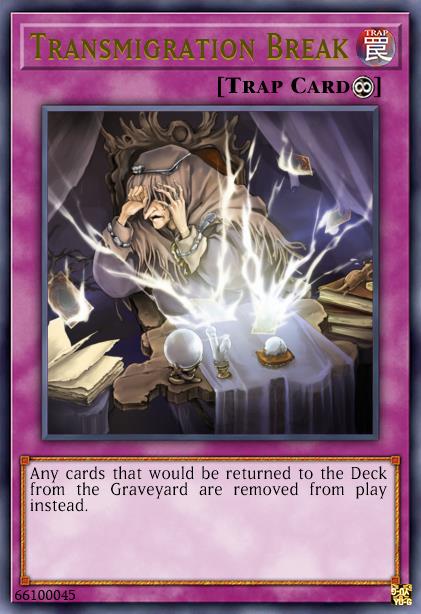 Transmigration Break
TRAP
罠
[Trap Card]
Any cards that would be returned to the Deck
from the Graveyard are removed from play
instead.
66100045